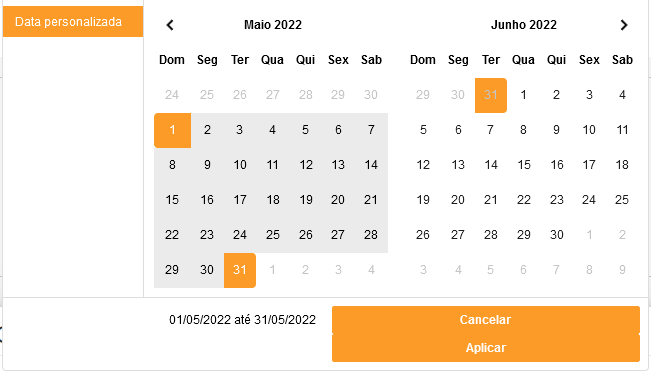 Data personalizada
Maio 2022
Dom Seg Ter Qua Qui Sex Sab
24 25 26 27 28 29 30
1 2 3 4 5 6 7
8 9 10 11 12 13 14
15 16 17 18 19 20 21
22 23 24 25 26 27 28
29 30 31 1 2 3 4
Junho 2022
Dom Seg Ter Qua Qui Sex Sab
29 30 31 1 2 3 4
5 6 7 8 9 10 11
12 13 14 15 16 17 18
19 20 21 22 23 24 25
26 27 28 29 30 1 2
3 4 5 6 7 8 9
01/05/2022 até 31/05/2022
Cancelar
Aplicar